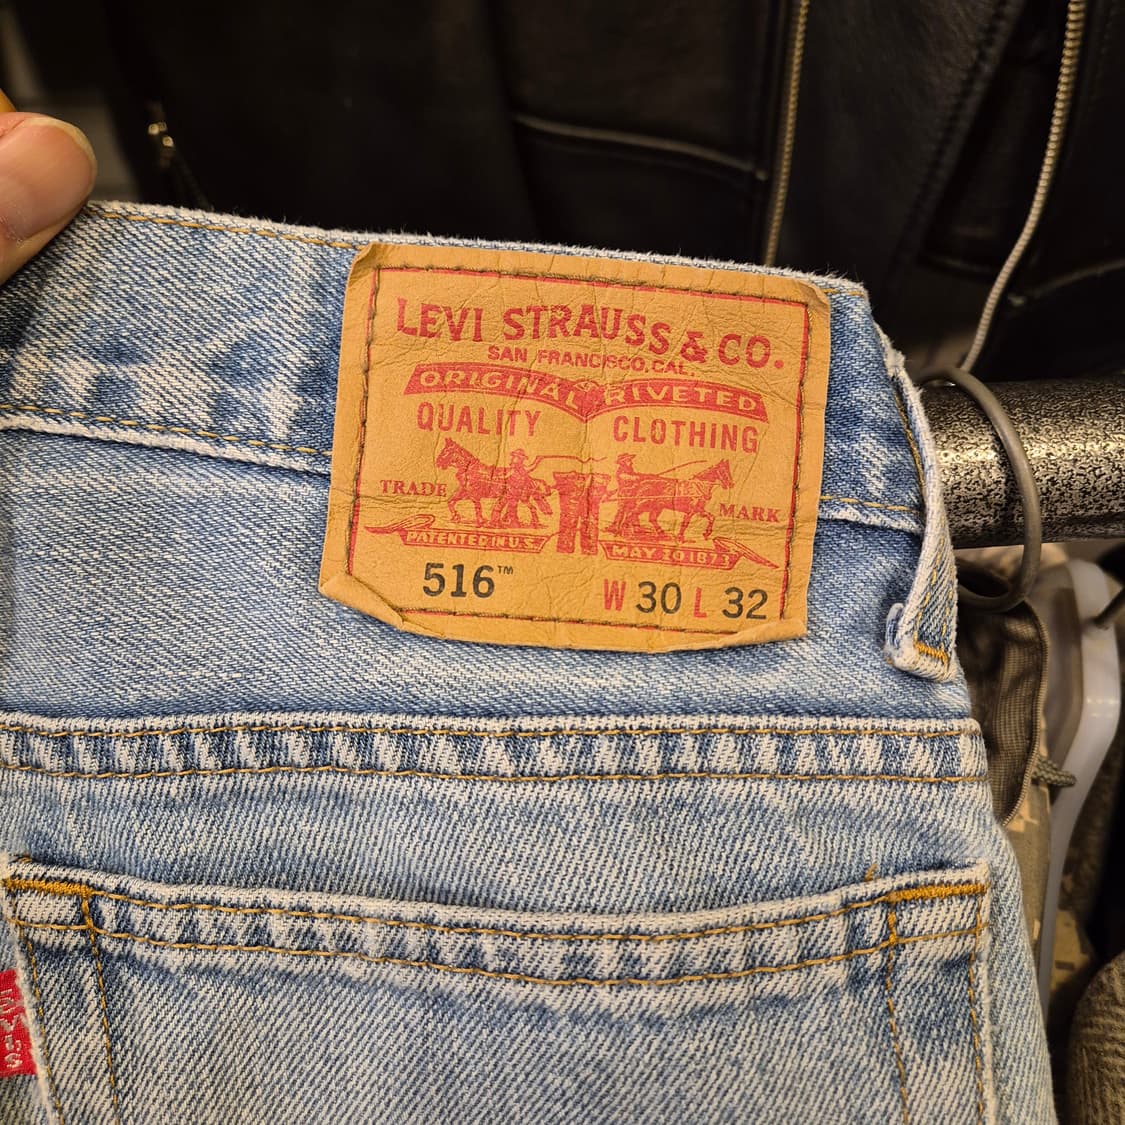 LEVI STRAUSS & CO.
SAN FRANCISCO, CAL.
ORIGINAL RIVETED
QUALITY CLOTHING
TRADE MARK
PATENTED IN U.S. MAY 20 1873
516™ W 30 L 32
LEVI'S